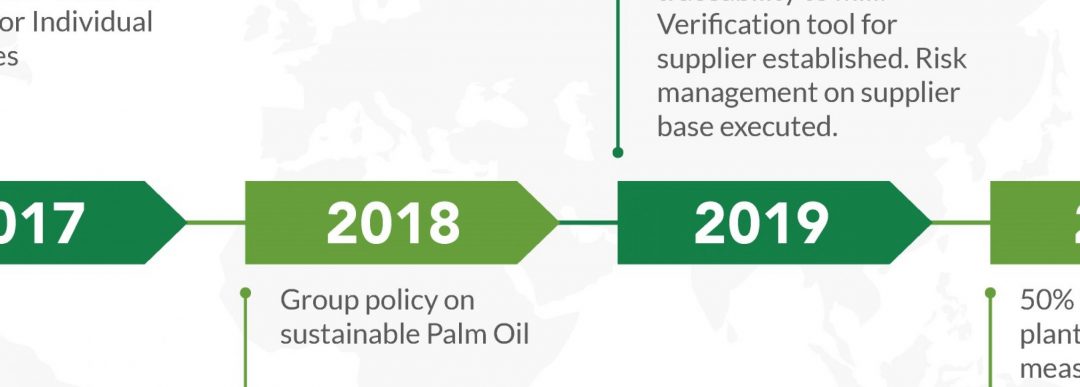 or Individual
es
Verification tool for
supplier established. Risk
management on supplier
base executed.
017
2018
2019
Group policy on
sustainable Palm Oil
50%
plant
meas